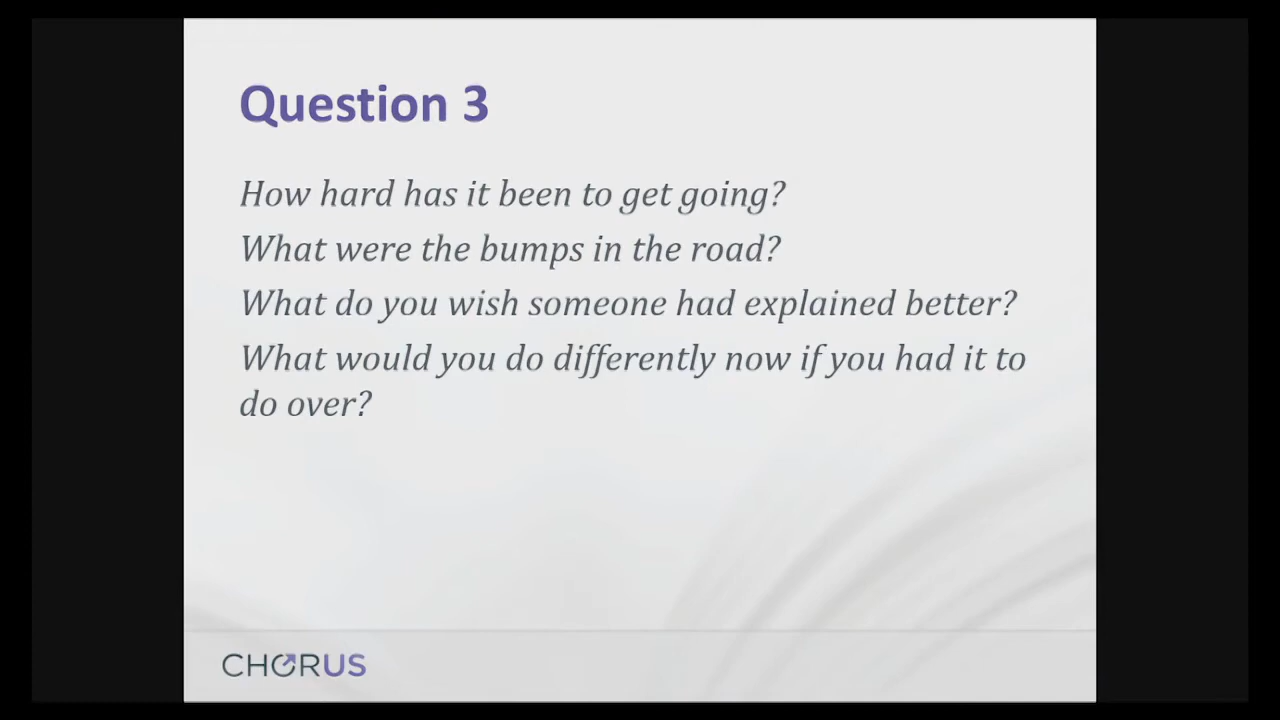 Question 3
How hard has it been to get going?
What were the bumps in the road?
What do you wish someone had explained better?
What would you do differently now if you had it to
do over?
CHORUS